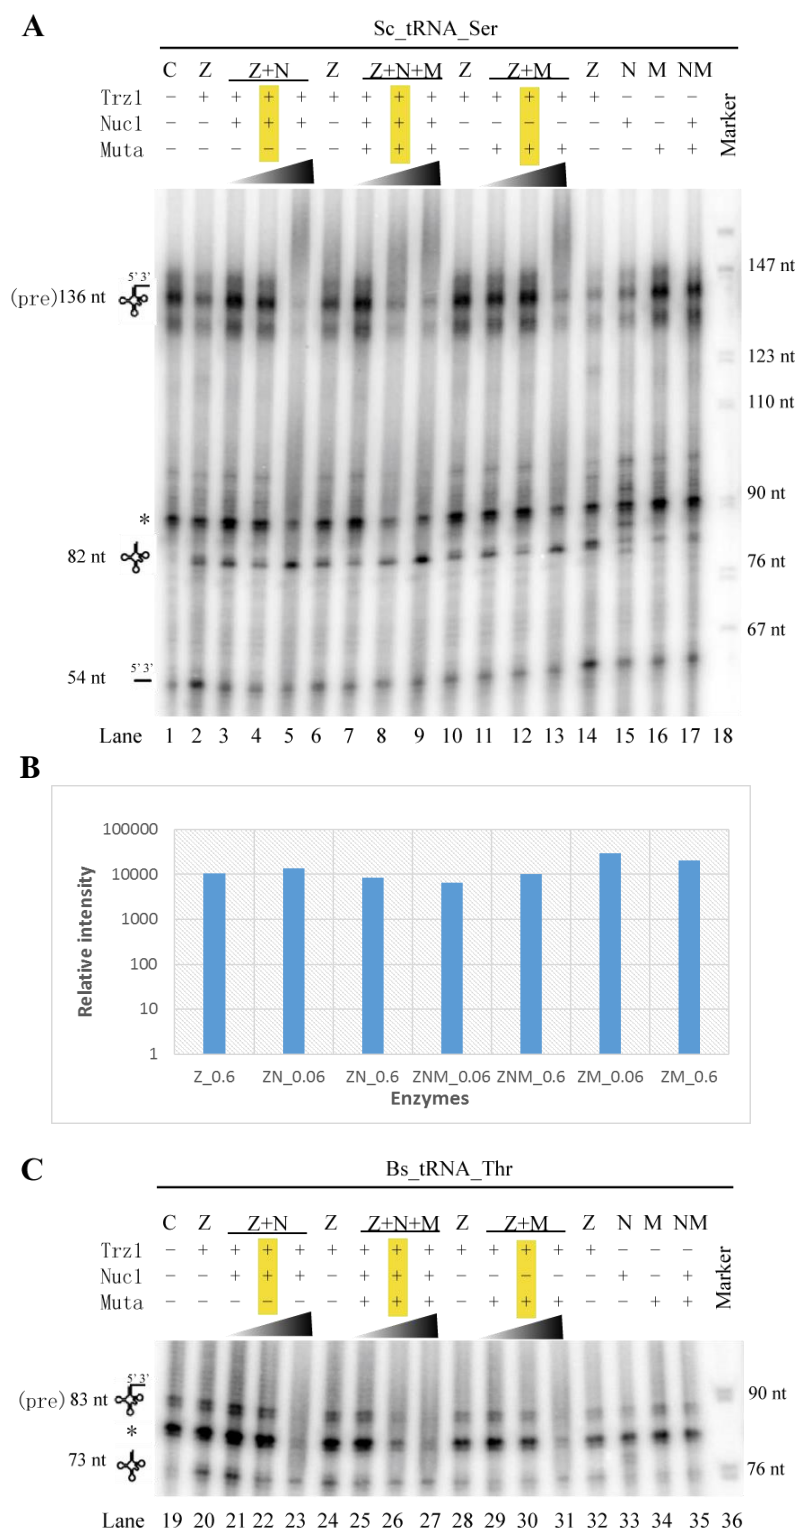 A
Sc_tRNA_Ser
C Z Z+N Z Z+N+M Z Z+M Z N M NM
Trz1 − + + + + + + + + + + + + + − − −
Nuc1 − − + + + − + + + − − − − − + − +
Muta − − − − − − + + + − + + + − − + +
Marker
5' 3'
(pre)136 nt
*
82 nt
5' 3'
54 nt
147 nt
123 nt
110 nt
90 nt
76 nt
67 nt
Lane 1 2 3 4 5 6 7 8 9 10 11 12 13 14 15 16 17 18
B
100000
10000
1000
100
10
1
Relative intensity
Z_0.6 ZN_0.06 ZN_0.6 ZNM_0.06 ZNM_0.6 ZM_0.06 ZM_0.6
Enzymes
C
Bs_tRNA_Thr
C Z Z+N Z Z+N+M Z Z+M Z N M NM
Trz1 − + + + + + + + + + + + + + − − −
Nuc1 − − + + + − + + + − − − − − + − +
Muta − − − − − − + + + − + + + − − + +
Marker
5' 3'
(pre) 83 nt
*
73 nt
90 nt
76 nt
Lane 19 20 21 22 23 24 25 26 27 28 29 30 31 32 33 34 35 36